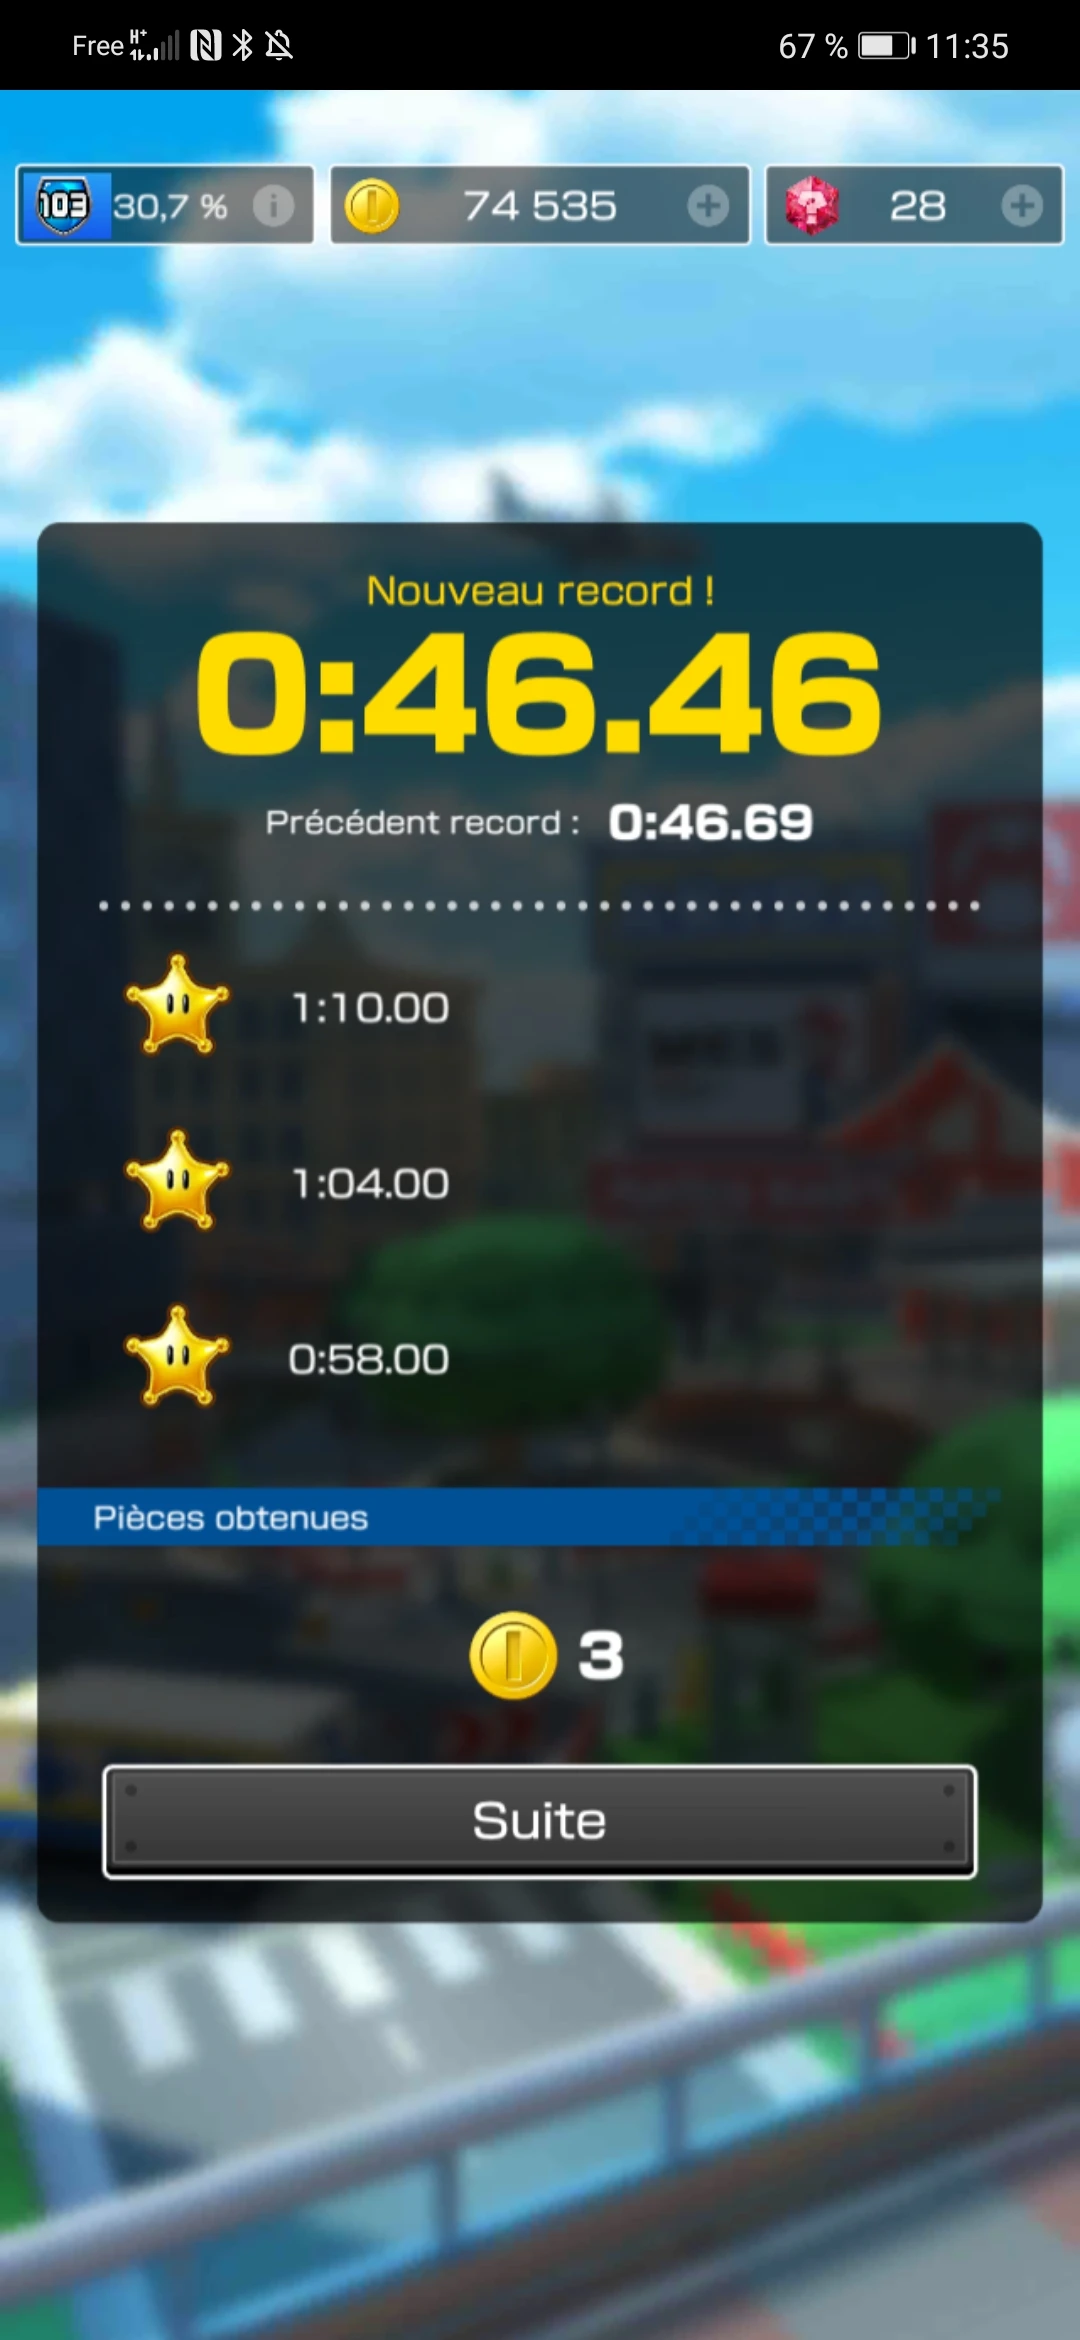 Free H+ 67 % 11:35
103 30,7 % 74 535 28
Nouveau record !
0:46.46
Précédent record : 0:46.69
1:10.00
1:04.00
0:58.00
Pièces obtenues
3
Suite